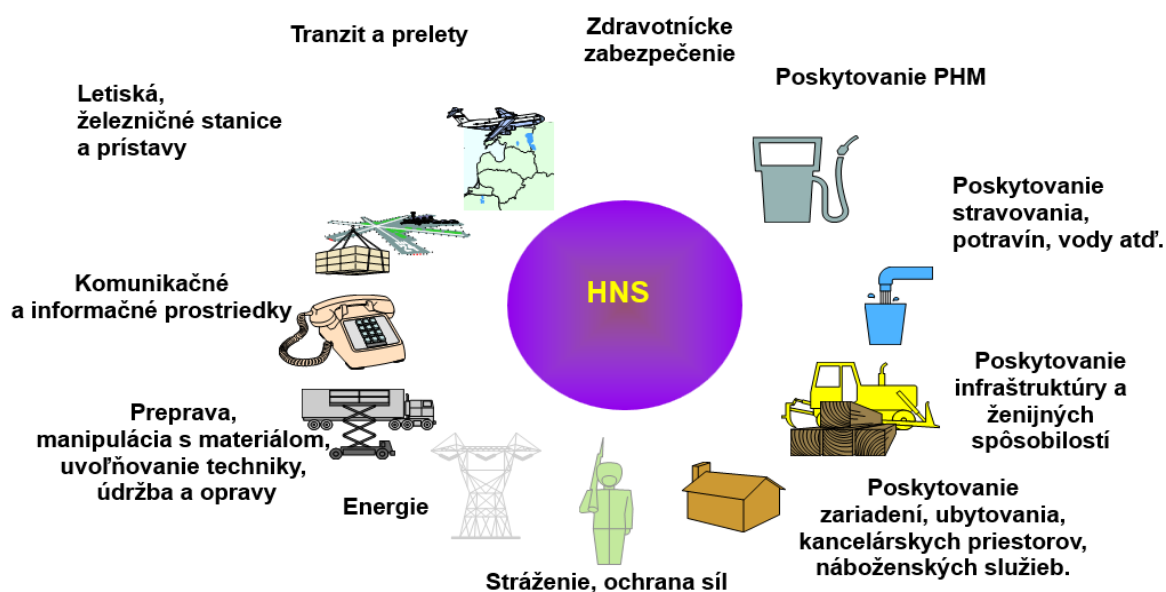 Tranzit a prelety
Zdravotnícke
zabezpečenie
Poskytovanie PHM
Letiská,
železničné stanice
a prístavy
Poskytovanie
stravovania,
potravín, vody atď.
HNS
Komunikačné
a informačné prostriedky
Poskytovanie
infraštruktúry a
ženijných
spôsobilostí
Preprava,
manipulácia s materiálom,
uvoľňovanie techniky,
údržba a opravy
Energie
Poskytovanie
zariadení, ubytovania,
kancelárskych priestorov,
náboženských služieb.
Stráženie, ochrana síl